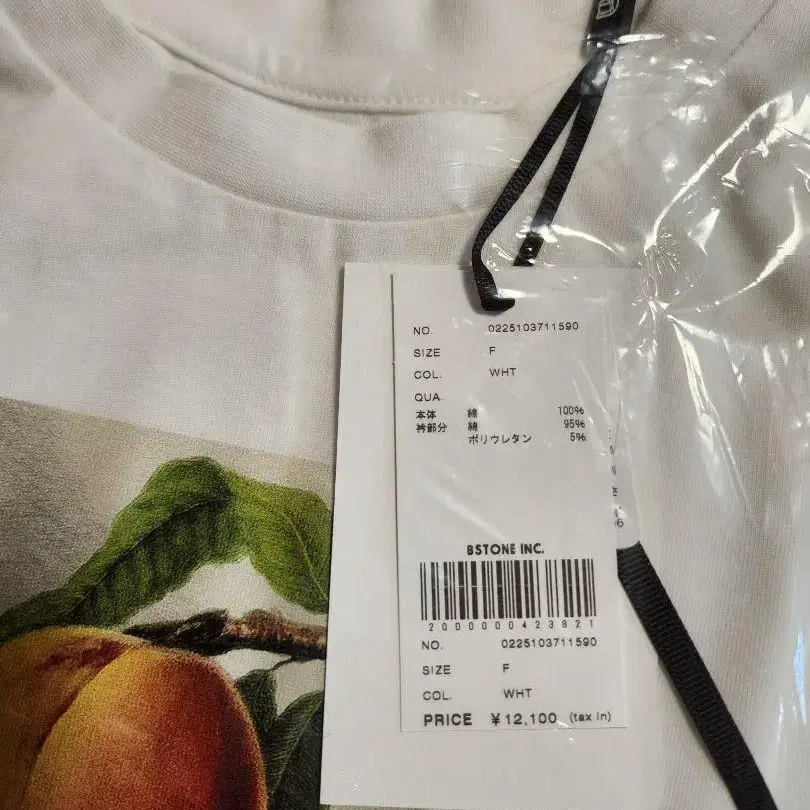 NO. 0225103711590
SIZE F
COL. WHT
QUA.
本体 綿 100%
衿部分 綿 95%
ポリウレタン 5%
BSTONE INC.
2000000423821
NO. 0225103711590
SIZE F
COL. WHT
PRICE ¥12,100 (tax in)